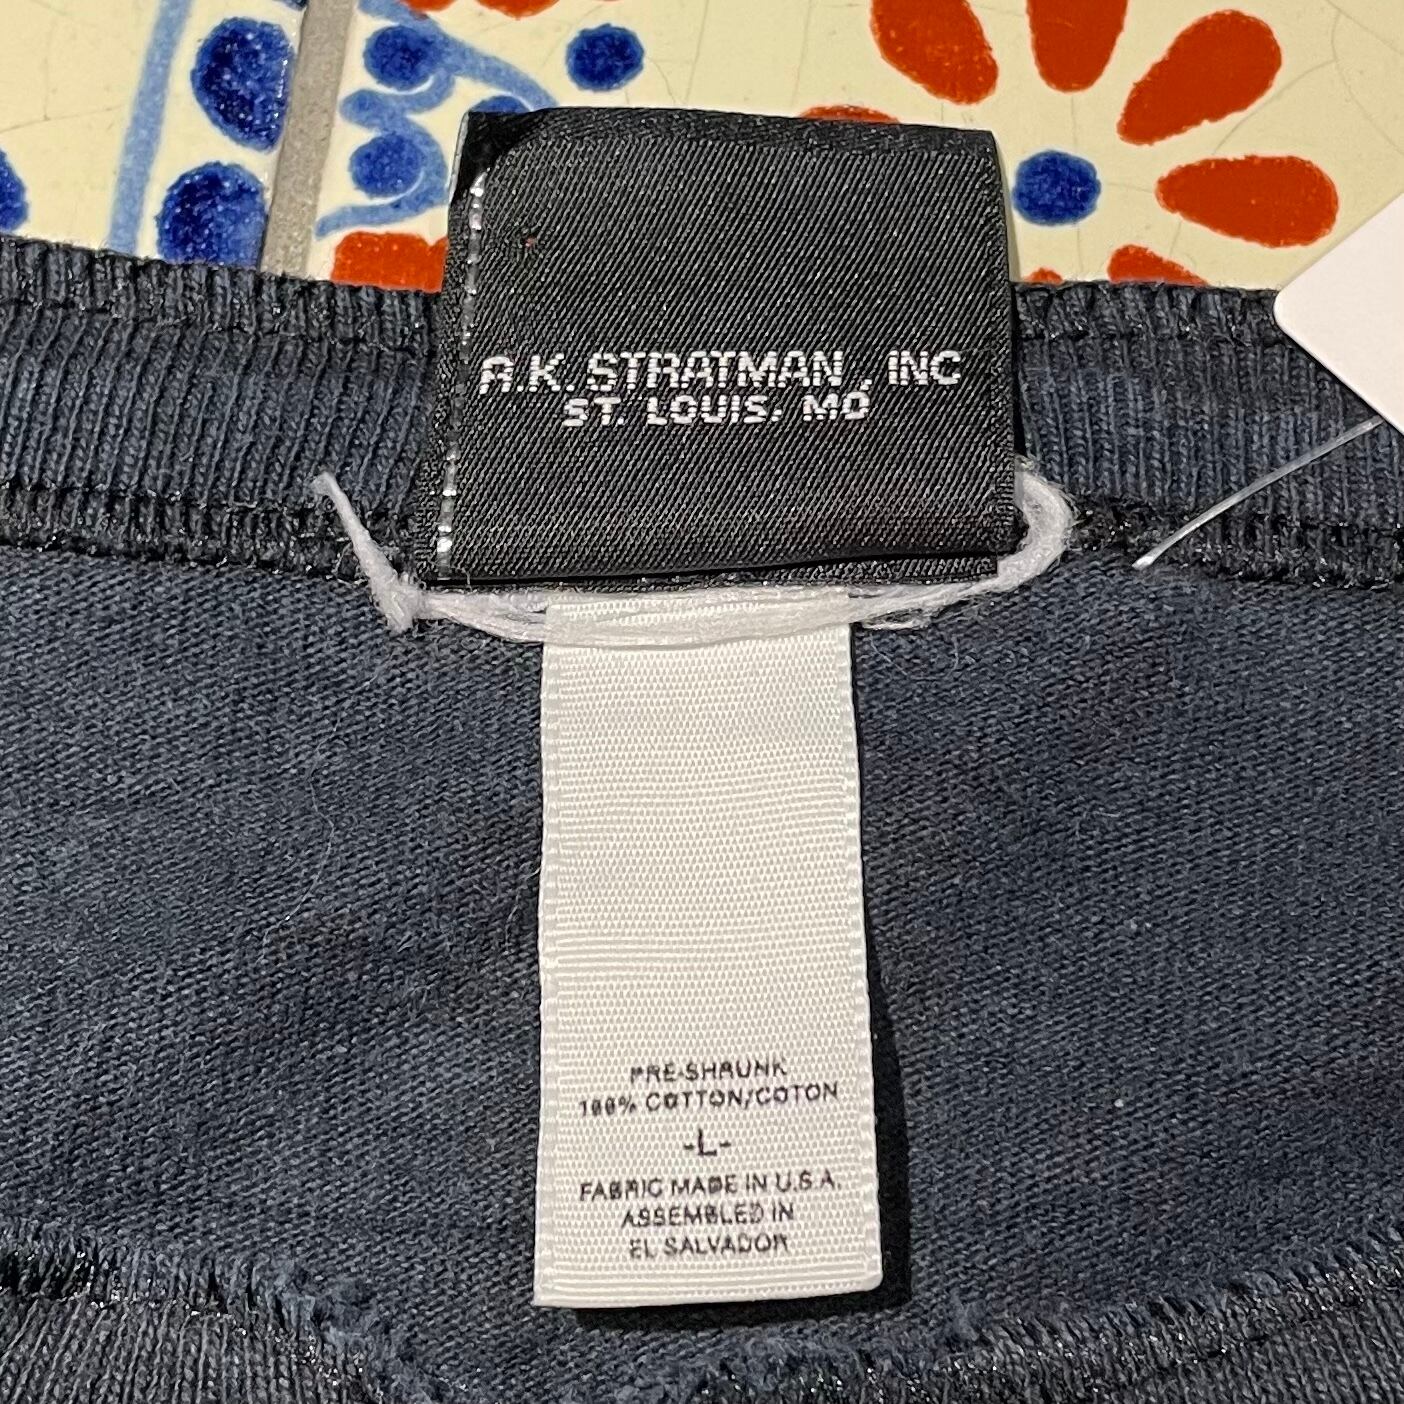 A.K. STRATMAN, INC
ST. LOUIS, MO
PRE-SHRUNK
100% COTTON/COTON
-L-
FABRIC MADE IN U.S.A.
ASSEMBLED IN
EL SALVADOR